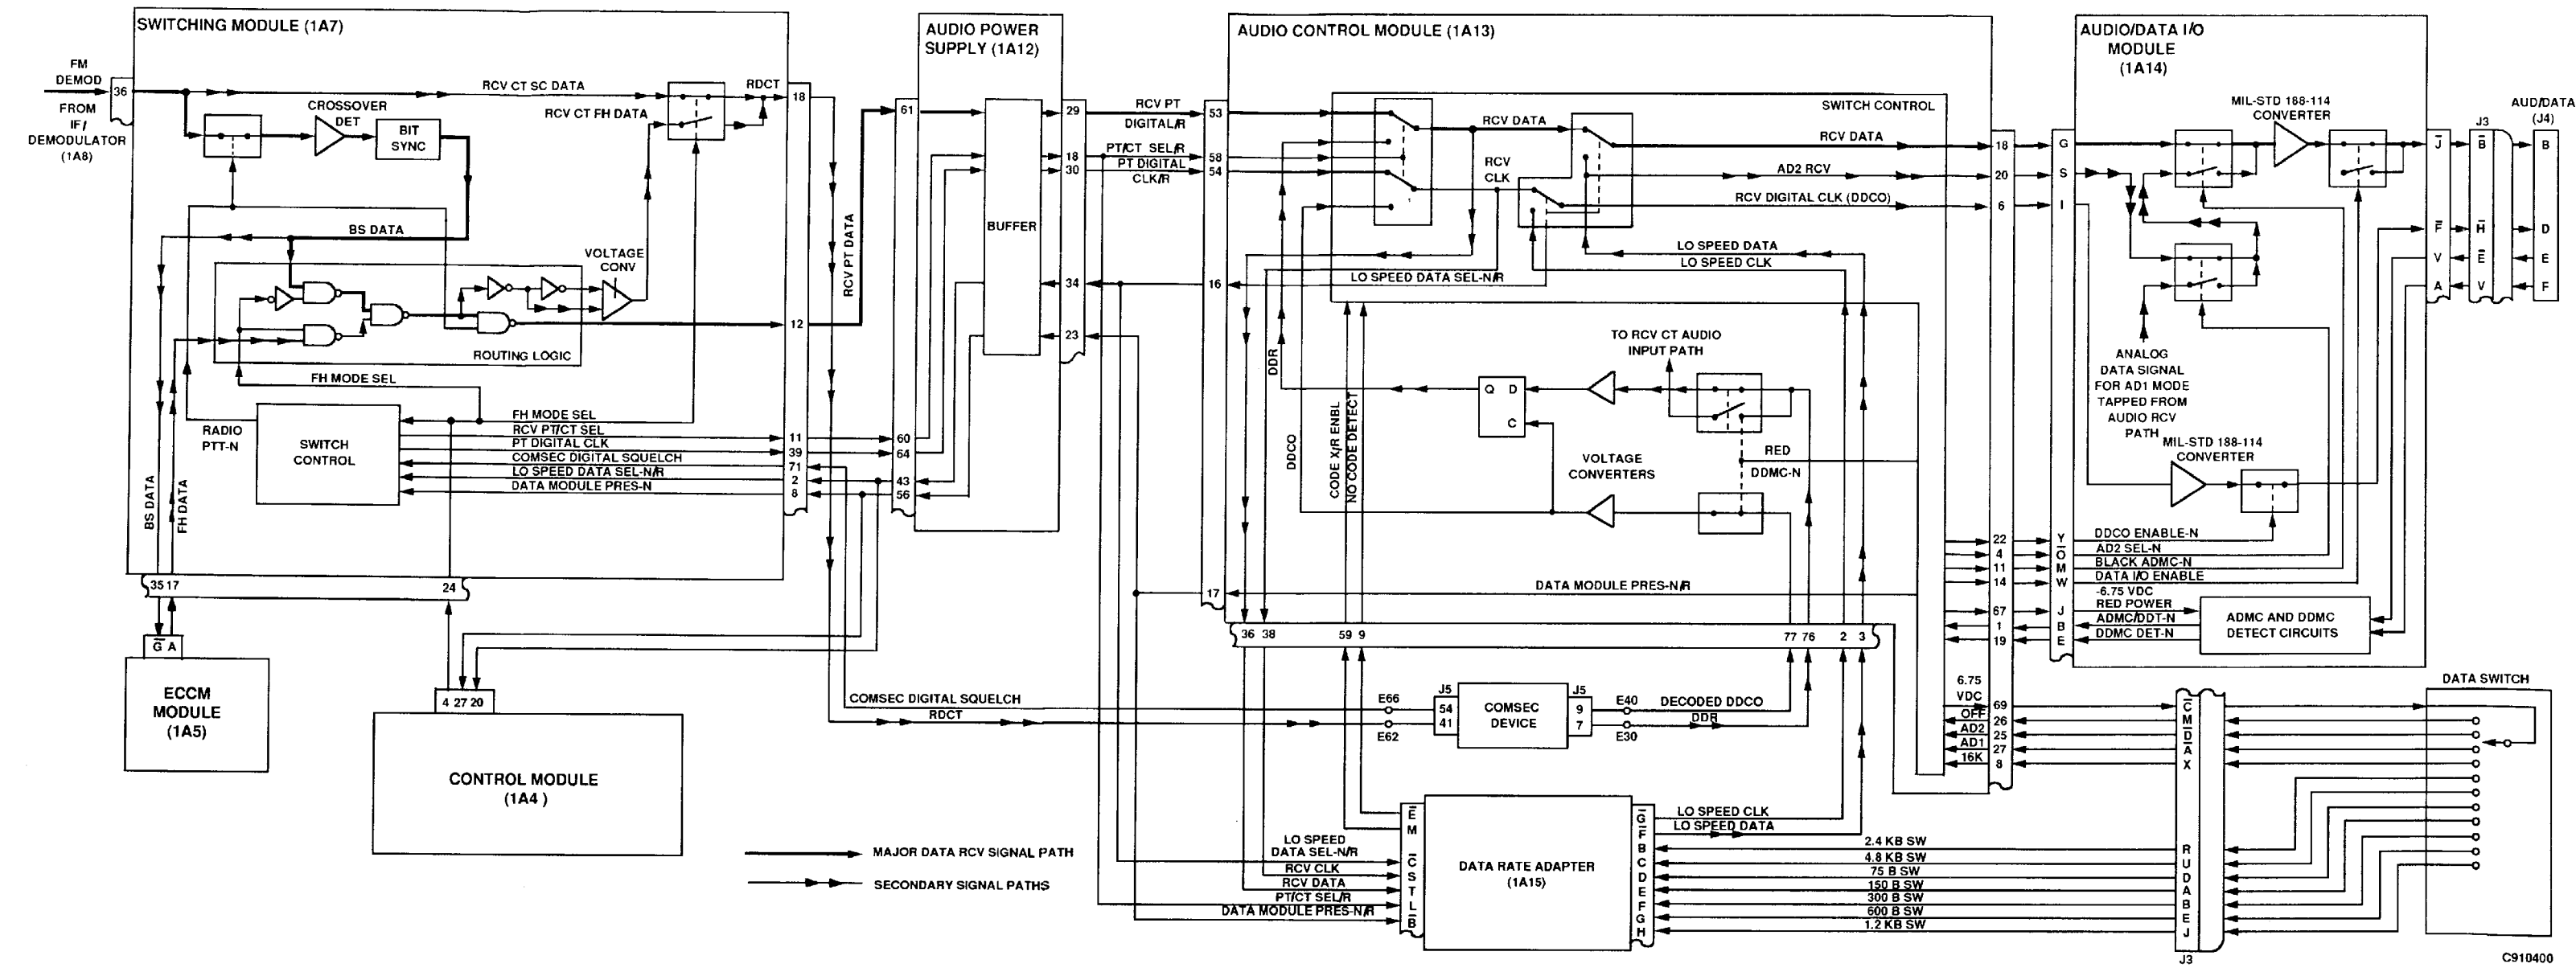 SWITCHING MODULE (1A7)
FM
DEMOD
FROM
IF/
DEMODULATOR
(1A8)
36
RCV CT SC DATA
RDCT
18
RCV CT FH DATA
CROSSOVER
DET
BIT
SYNC
BS DATA
VOLTAGE
CONV
12
ROUTING LOGIC
FH MODE SEL
RADIO
PTT-N
SWITCH
CONTROL
FH MODE SEL
RCV PT/CT SEL
PT DIGITAL CLK
COMSEC DIGITAL SQUELCH
LO SPEED DATA SEL-N/R
DATA MODULE PRES-N
11
39
71
2
8
BS DATA
FH DATA
35 17
24
G A
ECCM
MODULE
(1A5)
4 27 20
CONTROL MODULE
(1A4)
RCV PT DATA
AUDIO POWER
SUPPLY (1A12)
61
BUFFER
29
18
30
34
23
60
64
43
56
RCV PT
DIGITAL/R
PT/CT SEL/R
PT DIGITAL
CLK/R
AUDIO CONTROL MODULE (1A13)
53
58
54
16
17
SWITCH CONTROL
RCV DATA
RCV DATA
RCV
CLK
AD2 RCV
RCV DIGITAL CLK (DDCO)
LO SPEED DATA
LO SPEED CLK
LO SPEED DATA SEL-N/R
DDR
DDCO
CODE X/R ENBL
NO CODE DETECT
TO RCV CT AUDIO
INPUT PATH
Q D
C
VOLTAGE
CONVERTERS
RED
DDMC-N
DATA MODULE PRES-N/R
36 38 59 9 77 76 2 3
18
20
6
22
4
11
14
67
1
19
6.75
VDC
OFF
AD2
AD1
16K
69
26
25
27
8
AUDIO/DATA I/O
MODULE
(1A14)
MIL-STD 188-114
CONVERTER
G
S
I
ANALOG
DATA SIGNAL
FOR AD1 MODE
TAPPED FROM
AUDIO RCV
PATH
MIL-STD 188-114
CONVERTER
Y
O
M
W
J
B
E
DDCO ENABLE-N
AD2 SEL-N
BLACK ADMC-N
DATA I/O ENABLE
-6.75 VDC
RED POWER
ADMC/DDT-N
DDMC DET-N
ADMC AND DDMC
DETECT CIRCUITS
J
F
V
A
J3
B
H
E
V
AUD/DATA
(J4)
B
D
E
F
COMSEC DIGITAL SQUELCH
RDCT
E66
E62
J5
54
41
COMSEC
DEVICE
J5
9
7
E40
E30
DECODED DDCO
DDR
DATA SWITCH
C
M
D
A
X
R
U
D
A
B
E
J
J3
E
M
C
S
T
L
B
LO SPEED
DATA SEL-N/R
RCV CLK
RCV DATA
PT/CT SEL/R
DATA MODULE PRES-N/R
DATA RATE ADAPTER
(1A15)
G
F
B
C
D
E
F
G
H
LO SPEED CLK
LO SPEED DATA
2.4 KB SW
4.8 KB SW
75 B SW
150 B SW
300 B SW
600 B SW
1.2 KB SW
MAJOR DATA RCV SIGNAL PATH
SECONDARY SIGNAL PATHS
C910400